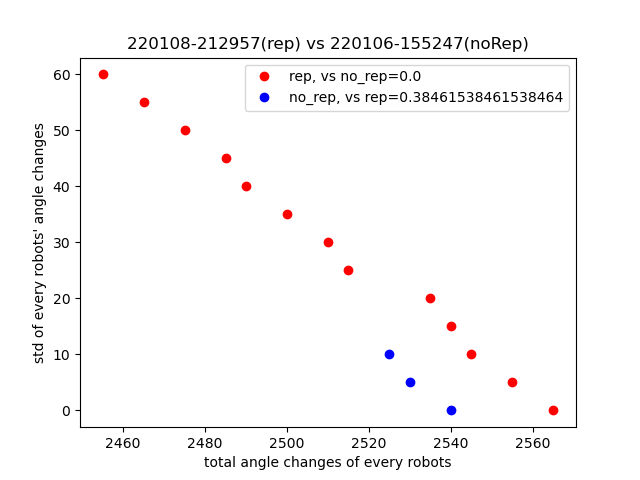 220108-212957(rep) vs 220106-155247(noRep)
rep, vs no_rep=0.0
no_rep, vs rep=0.38461538461538464
60
50
40
30
20
10
0
std of every robots' angle changes
2460 2480 2500 2520 2540 2560
total angle changes of every robots